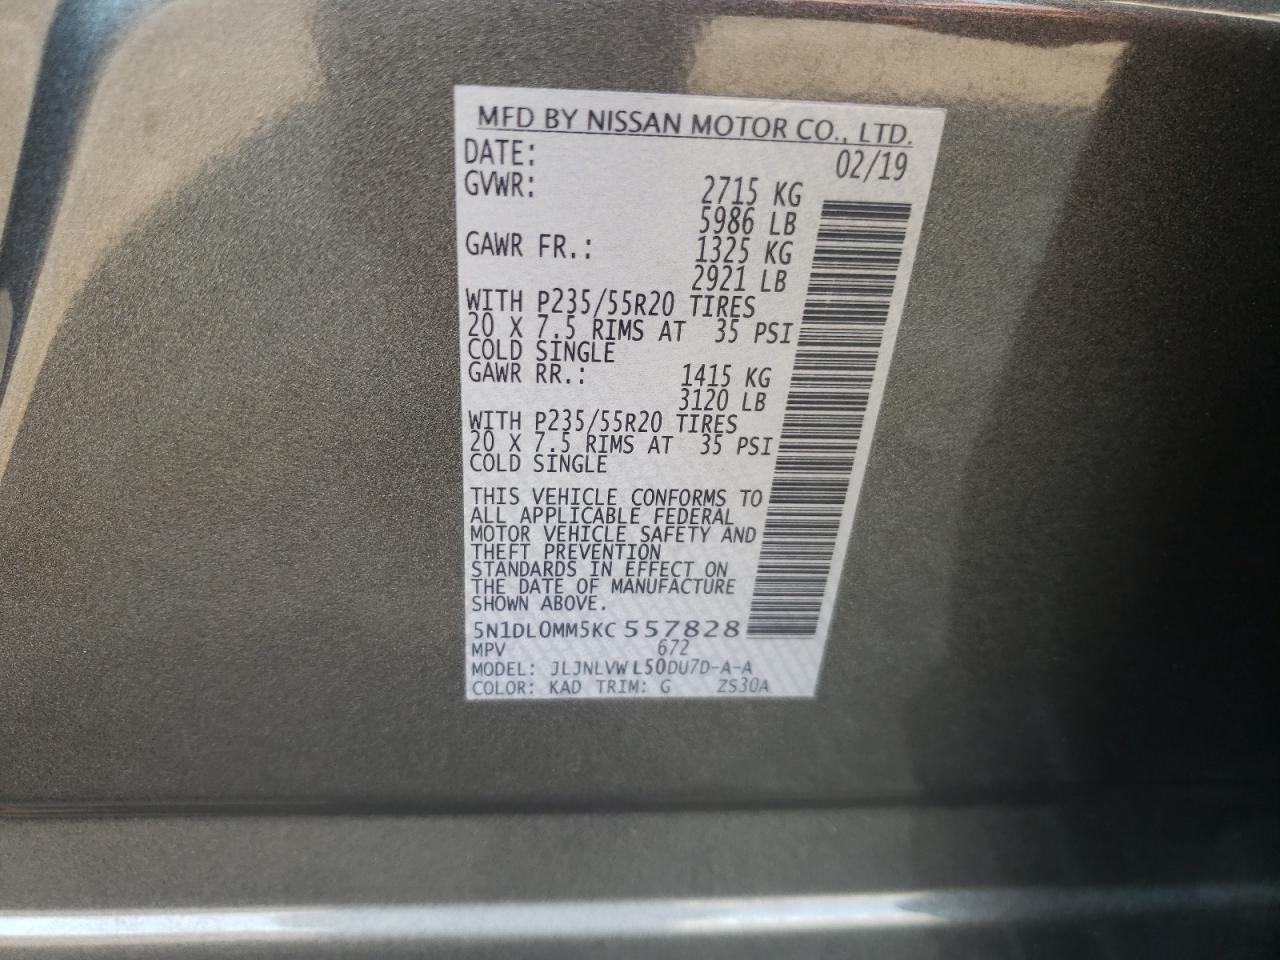 MFD BY NISSAN MOTOR CO., LTD.
DATE: 02/19
GVWR: 2715 KG
5986 LB
GAWR FR.: 1325 KG
2921 LB
WITH P235/55R20 TIRES
20 X 7.5 RIMS AT 35 PSI
COLD SINGLE
GAWR RR.: 1415 KG
3120 LB
WITH P235/55R20 TIRES
20 X 7.5 RIMS AT 35 PSI
COLD SINGLE
THIS VEHICLE CONFORMS TO
ALL APPLICABLE FEDERAL
MOTOR VEHICLE SAFETY AND
THEFT PREVENTION
STANDARDS IN EFFECT ON
THE DATE OF MANUFACTURE
SHOWN ABOVE.
5N1DL0MM5KC557828
MPV 672
MODEL: JLJNLVWL50DU7D-A-A
COLOR: KAD TRIM: G ZS30A